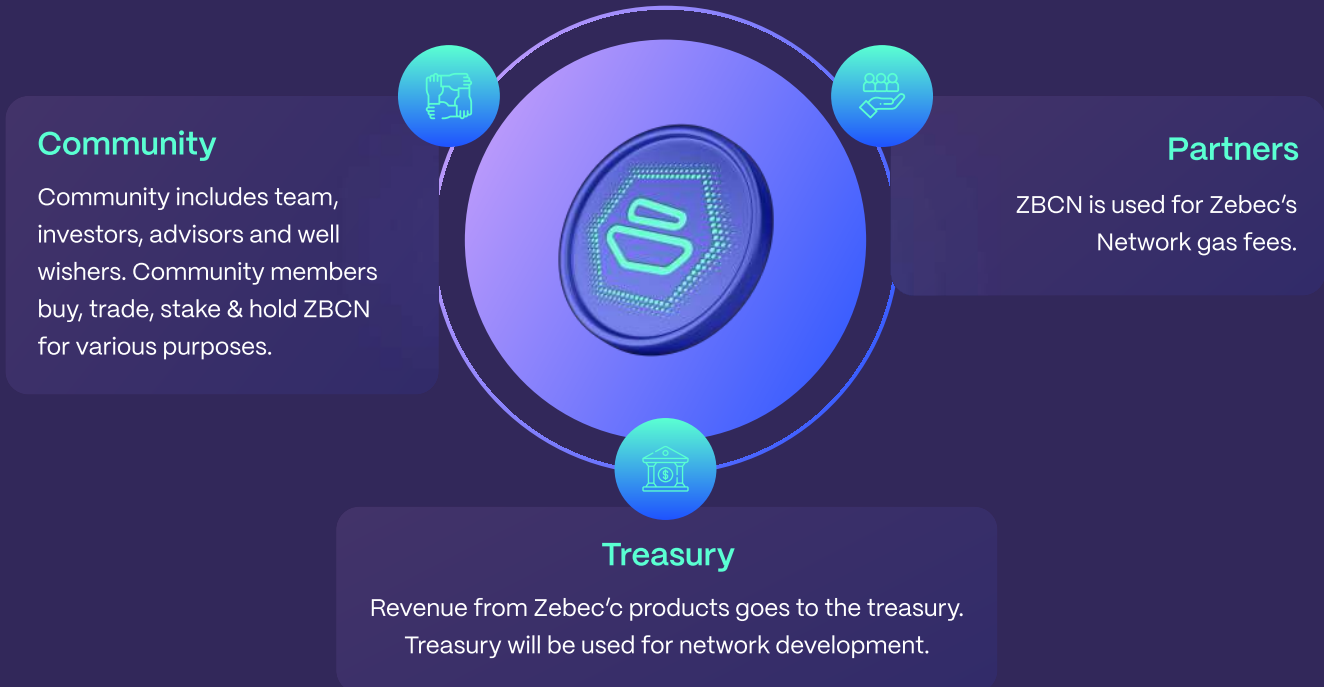 Community
Community includes team,
investors, advisors and well
wishers. Community members
buy, trade, stake & hold ZBCN
for various purposes.
Partners
ZBCN is used for Zebec’s
Network gas fees.
Treasury
Revenue from Zebec’c products goes to the treasury.
Treasury will be used for network development.